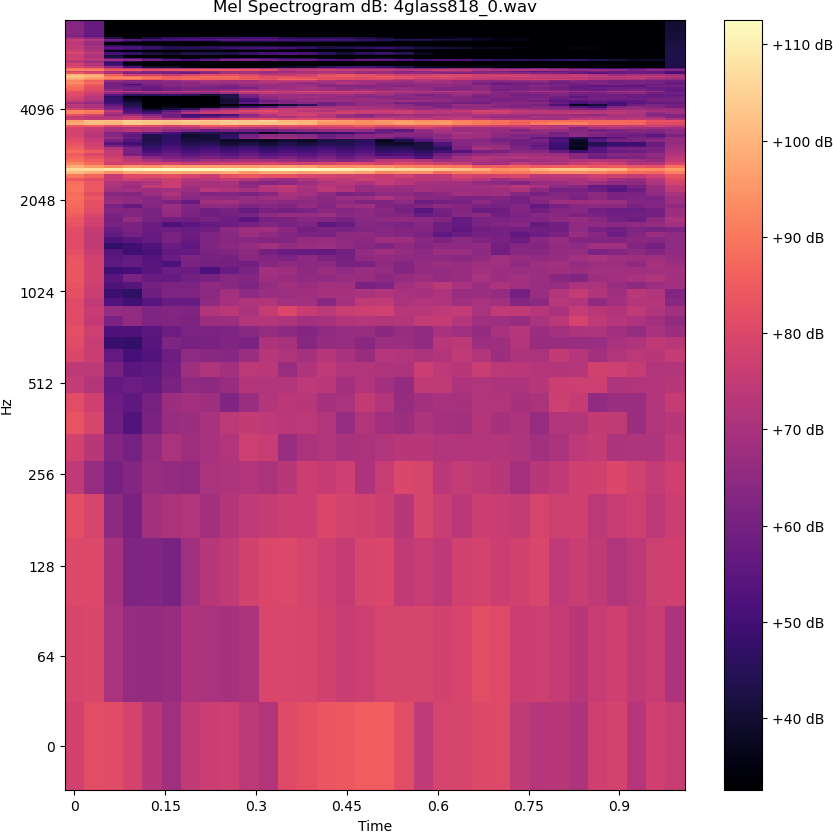 Mel Spectrogram dB: 4glass818_0.wav
+110 dB
4096
+100 dB
2048
+90 dB
1024
+80 dB
512
Hz
+70 dB
256
+60 dB
128
+50 dB
64
+40 dB
0
0 0.15 0.3 0.45 0.6 0.75 0.9
Time